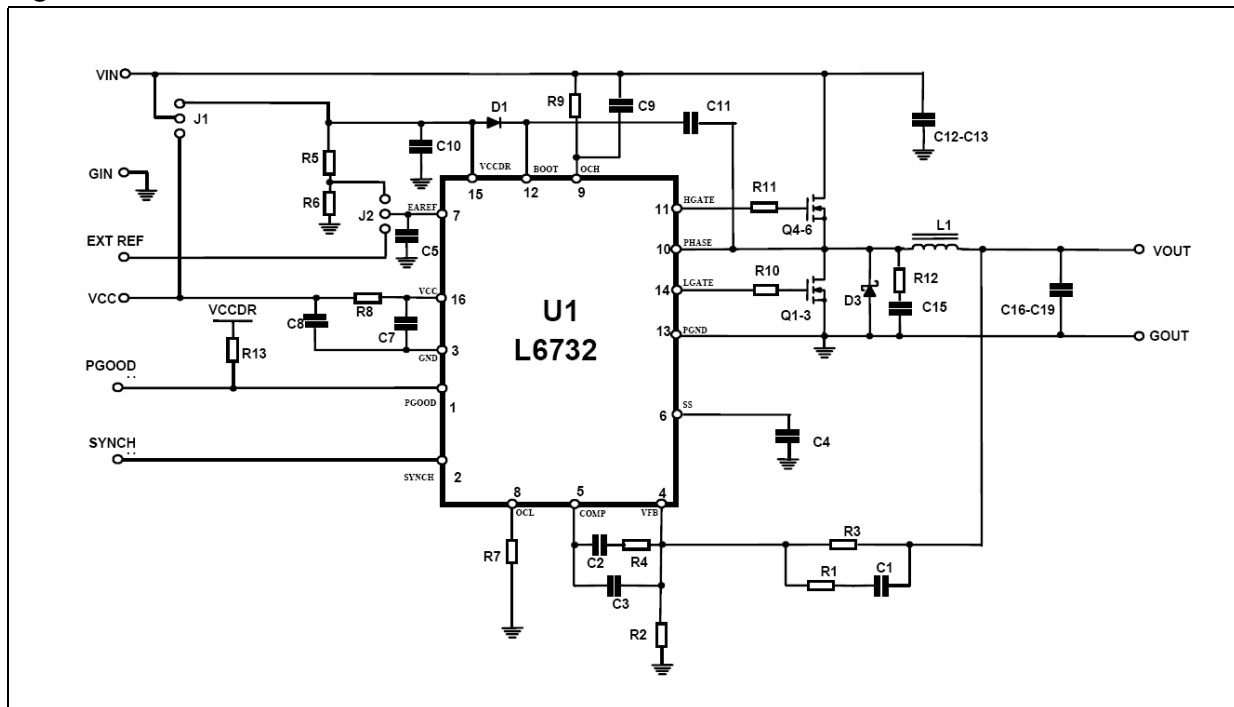 VIN
J1
R9
C9
C11
C12-C13
D1
C10
R5
R6
VCCDR
BOOT
OCH
15
12
9
GIN
J2
EAREF
7
C5
EXT REF
VCC
VCC
16
R8
C8
C7
3
GND
VCCDR
R13
PGOOD
PGOOD
1
SYNCH
SYNCH
2
U1
L6732
11
HGATE
R11
Q4-6
10
PHASE
L1
VOUT
14
LGATE
R10
Q1-3
D3
R12
C15
C16-C19
13
PGND
GOUT
6
SS
C4
8
OCL
5
COMP
4
VFB
R7
C2
R4
C3
R2
R3
R1
C1